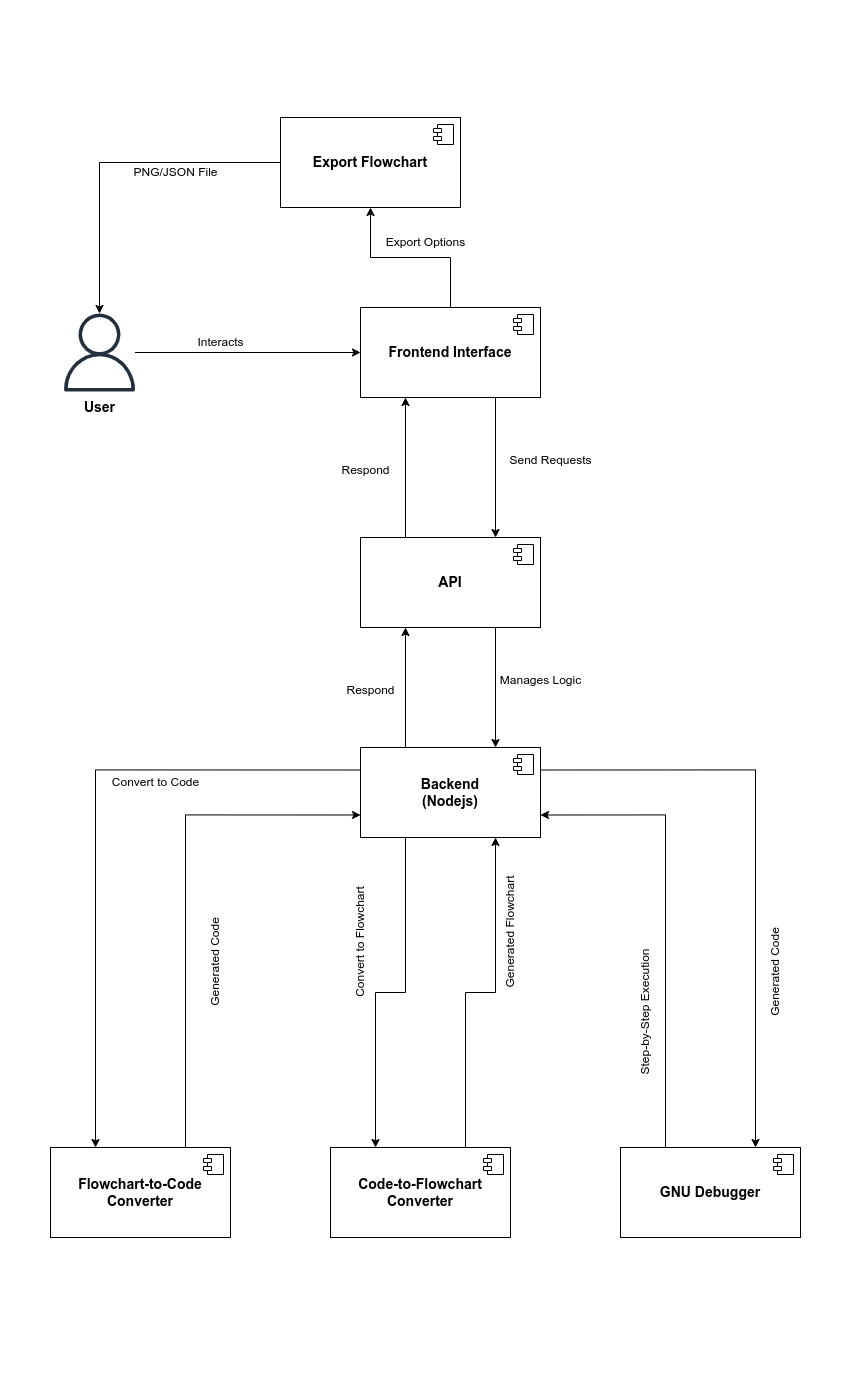 Export Flowchart
PNG/JSON File
Export Options
Interacts
Frontend Interface
User
Send Requests
Respond
API
Manages Logic
Respond
Backend
(Nodejs)
Convert to Code
Generated Code
Convert to Flowchart
Generated Flowchart
Step-by-Step Execution
Generated Code
Flowchart-to-Code
Converter
Code-to-Flowchart
Converter
GNU Debugger